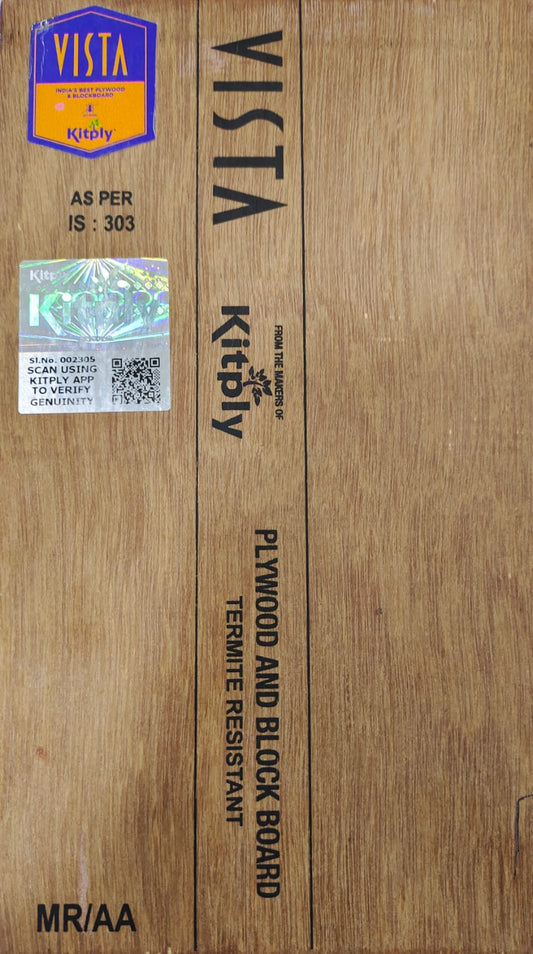 VISTA
INDIA'S BEST PLYWOOD
& BLOCKBOARD
Kitply
AS PER
IS : 303
Kitply
Sl.No. 002305
SCAN USING
KITPLY APP
TO VERIFY
GENUINITY
VISTA
FROM THE MAKERS OF
Kitply
PLYWOOD AND BLOCK BOARD
TERMITE RESISTANT
MR/AA